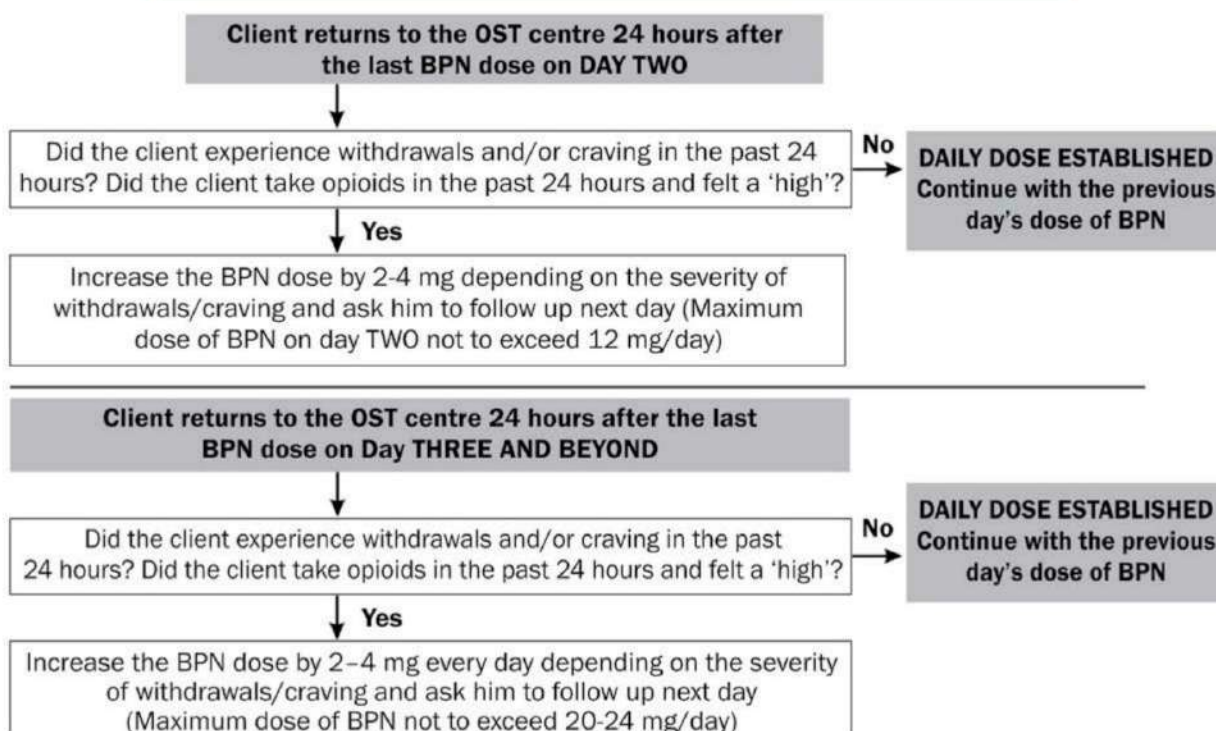 Client returns to the OST centre 24 hours after
the last BPN dose on DAY TWO
Did the client experience withdrawals and/or craving in the past 24
hours? Did the client take opioids in the past 24 hours and felt a ‘high’?
No
DAILY DOSE ESTABLISHED
Continue with the previous
day's dose of BPN
Yes
Increase the BPN dose by 2-4 mg depending on the severity of
withdrawals/craving and ask him to follow up next day (Maximum
dose of BPN on day TWO not to exceed 12 mg/day)
Client returns to the OST centre 24 hours after the last
BPN dose on Day THREE AND BEYOND
Did the client experience withdrawals and/or craving in the past
24 hours? Did the client take opioids in the past 24 hours and felt a ‘high’?
No
DAILY DOSE ESTABLISHED
Continue with the previous
day's dose of BPN
Yes
Increase the BPN dose by 2–4 mg every day depending on the severity
of withdrawals/craving and ask him to follow up next day
(Maximum dose of BPN not to exceed 20-24 mg/day)